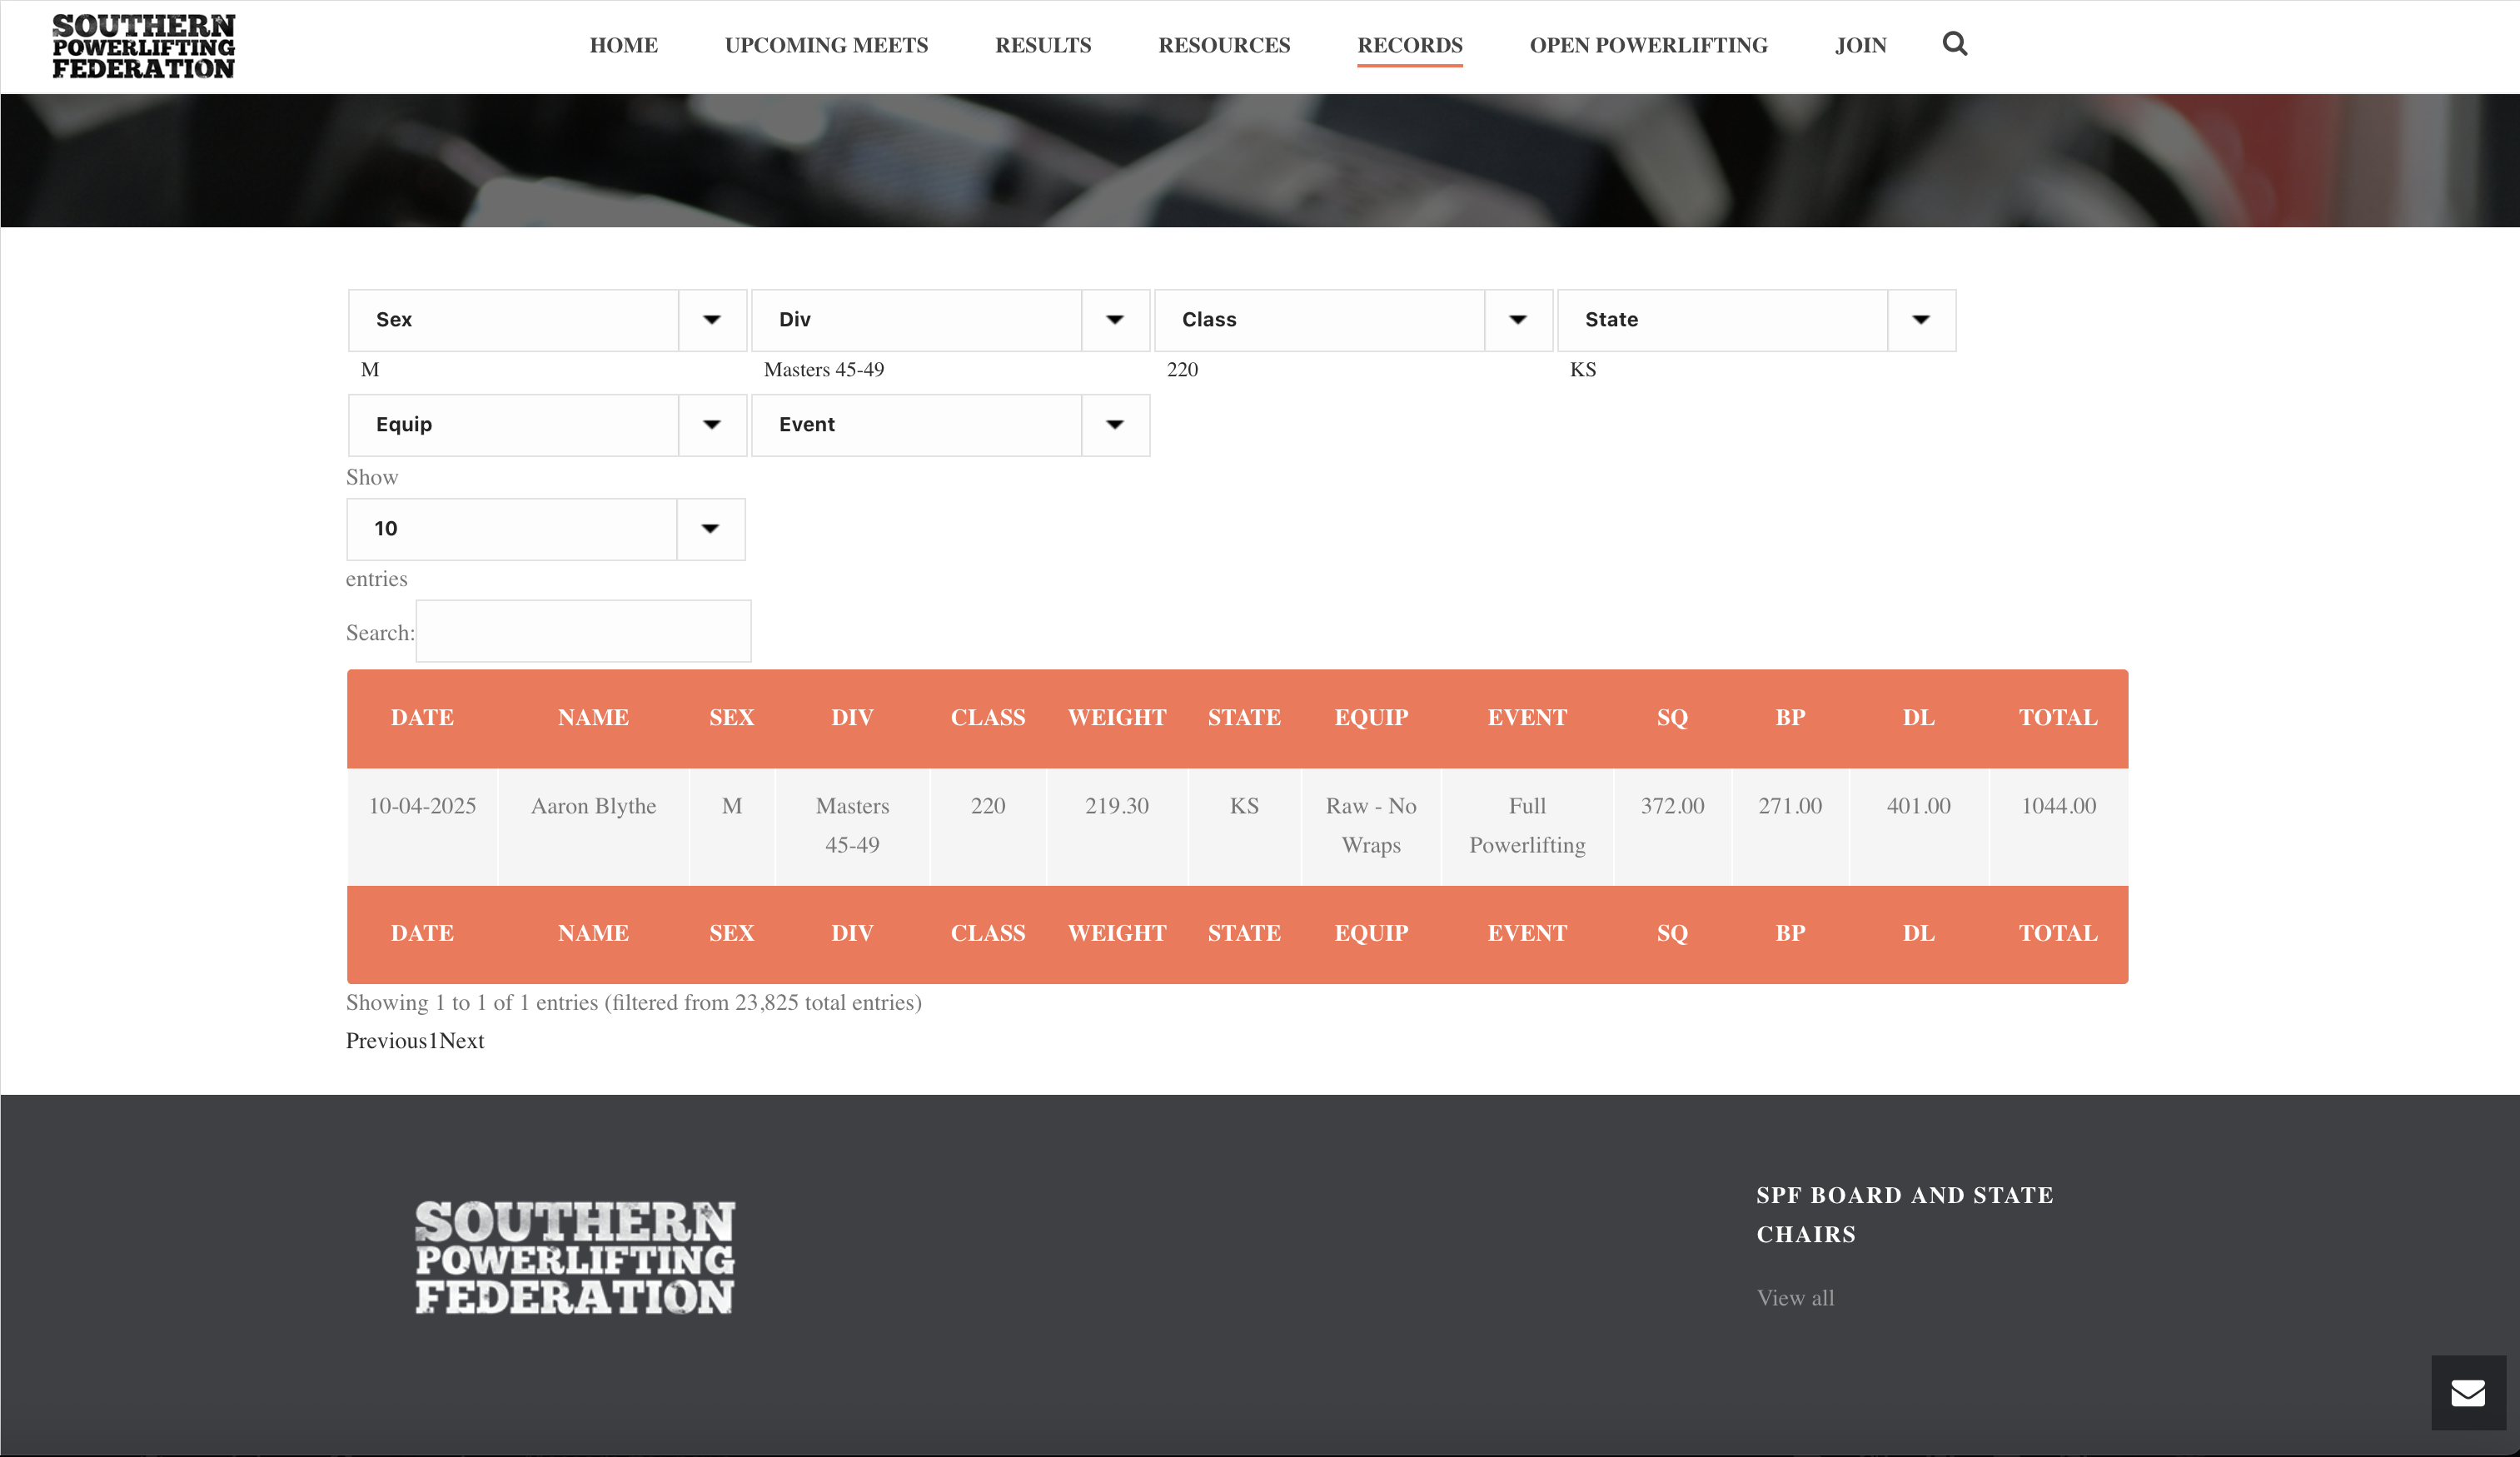 SOUTHERN
POWERLIFTING
FEDERATION
HOME UPCOMING MEETS RESULTS RESOURCES RECORDS OPEN POWERLIFTING JOIN
Sex Div Class State
M Masters 45-49 220 KS
Equip Event
Show
10
entries
Search:
DATE NAME SEX DIV CLASS WEIGHT STATE EQUIP EVENT SQ BP DL TOTAL
10-04-2025 Aaron Blythe M Masters 220 219.30 KS Raw - No Full 372.00 271.00 401.00 1044.00
45-49 Wraps Powerlifting
DATE NAME SEX DIV CLASS WEIGHT STATE EQUIP EVENT SQ BP DL TOTAL
Showing 1 to 1 of 1 entries (filtered from 23,825 total entries)
Previous1Next
SOUTHERN
POWERLIFTING
FEDERATION
SPF BOARD AND STATE
CHAIRS
View all